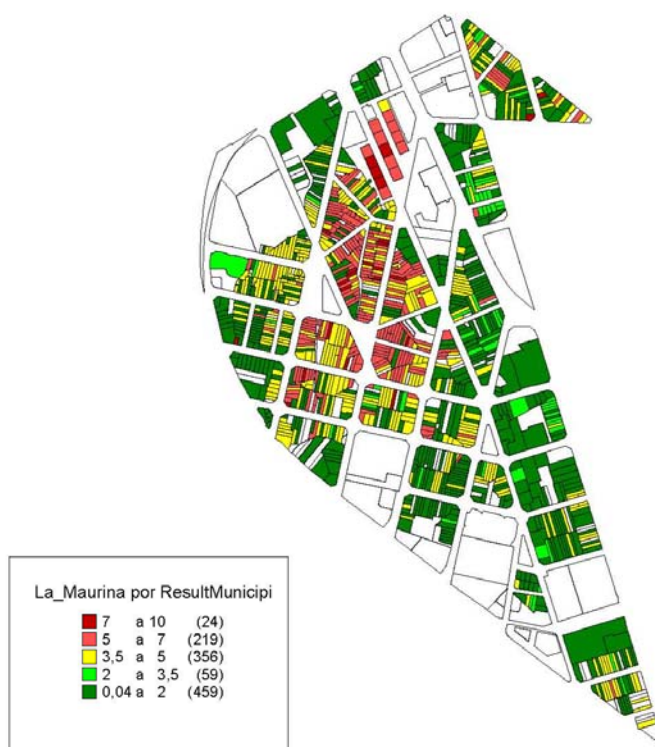 La_Maurina por ResultMunicipi
7 a 10 (24)
5 a 7 (219)
3,5 a 5 (356)
2 a 3,5 (59)
0,04 a 2 (459)